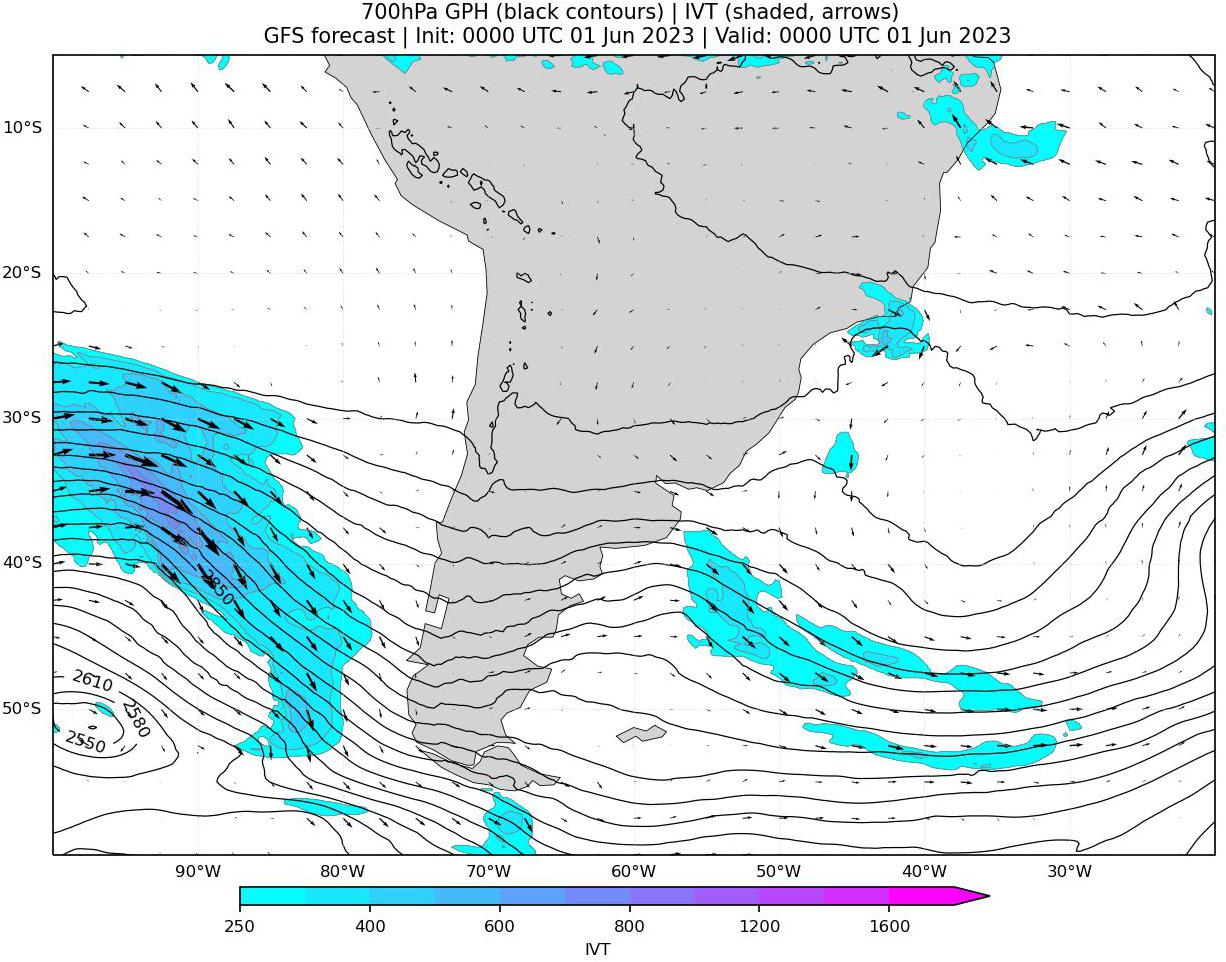 700hPa GPH (black contours) | IVT (shaded, arrows)
GFS forecast | Init: 0000 UTC 01 Jun 2023 | Valid: 0000 UTC 01 Jun 2023
10°S
20°S
30°S
40°S
2850
2610
2580
50°S
2550
90°W 80°W 70°W 60°W 50°W 40°W 30°W
250 400 600 800 1200 1600
IVT